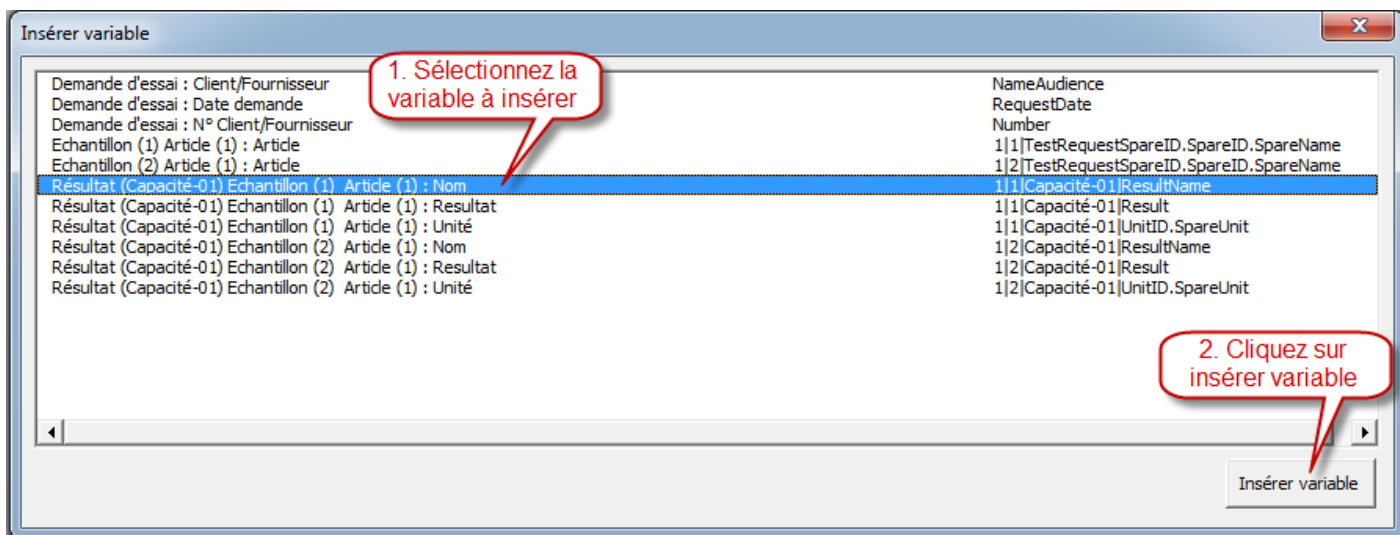 Insérer variable
1. Sélectionnez la
variable à insérer
Demande d'essai : Client/Fournisseur NameAudience
Demande d'essai : Date demande RequestDate
Demande d'essai : N° Client/Fournisseur Number
Echantillon (1) Article (1) : Article 1|1|TestRequestSpareID.SpareID.SpareName
Echantillon (2) Article (1) : Article 1|2|TestRequestSpareID.SpareID.SpareName
Résultat (Capacité-01) Echantillon (1) Article (1) : Nom 1|1|Capacité-01|ResultName
Résultat (Capacité-01) Echantillon (1) Article (1) : Resultat 1|1|Capacité-01|Result
Résultat (Capacité-01) Echantillon (1) Article (1) : Unité 1|1|Capacité-01|UnitID.SpareUnit
Résultat (Capacité-01) Echantillon (2) Article (1) : Nom 1|2|Capacité-01|ResultName
Résultat (Capacité-01) Echantillon (2) Article (1) : Resultat 1|2|Capacité-01|Result
Résultat (Capacité-01) Echantillon (2) Article (1) : Unité 1|2|Capacité-01|UnitID.SpareUnit
2. Cliquez sur
insérer variable
Insérer variable